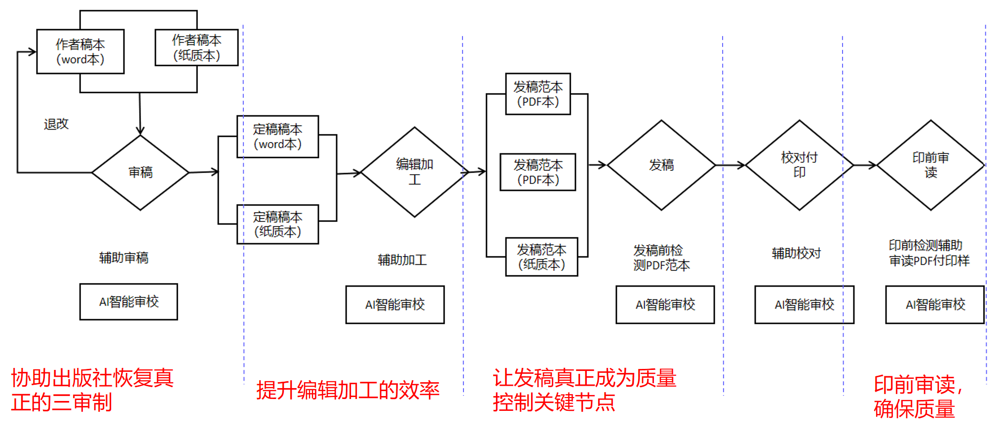 作者稿本
（word本）
作者稿本
（纸质本）
退改
审稿
定稿稿本
（word本）
定稿稿本
（纸质本）
编辑加
工
发稿范本
（PDF本）
发稿范本
（PDF本）
发稿范本
（纸质本）
发稿
校对付
印
印前审
读
辅助审稿
辅助加工
发稿前检
测PDF范本
辅助校对
印前检测辅助
审读PDF付印样
AI智能审校
AI智能审校
AI智能审校
AI智能审校
AI智能审校
协助出版社恢复真
正的三审制
提升编辑加工的效率
让发稿真正成为质量
控制关键节点
印前审读，
确保质量